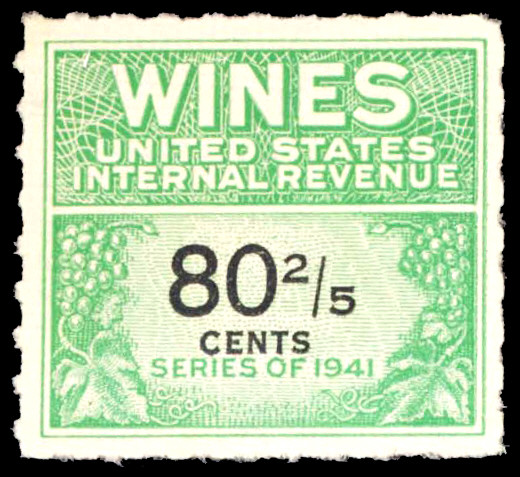 WINES
UNITED STATES
INTERNAL REVENUE
80 2/5
CENTS
SERIES OF 1941